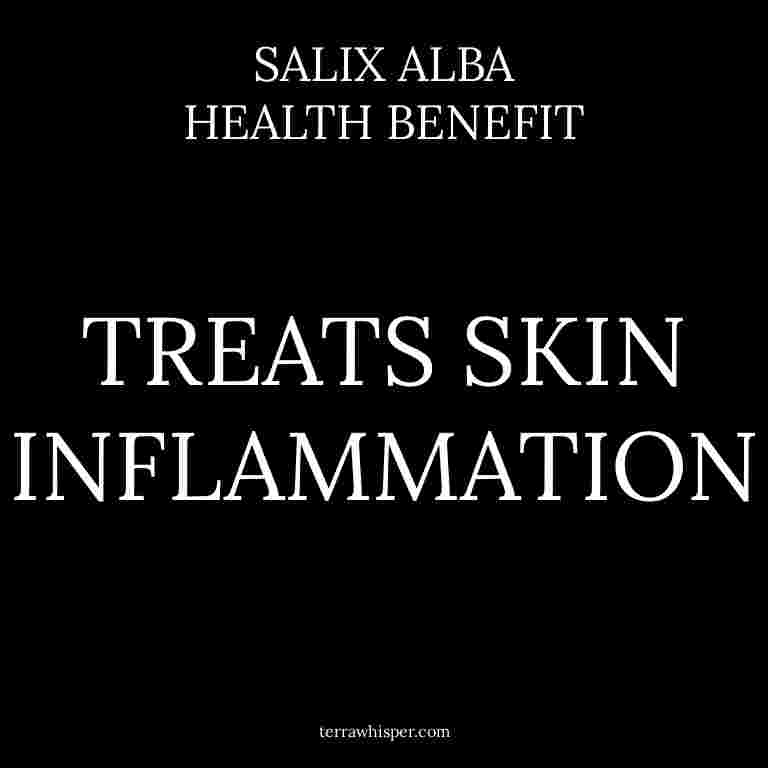 SALIX ALBA
HEALTH BENEFIT
TREATS SKIN
INFLAMMATION
terrawhisper.com